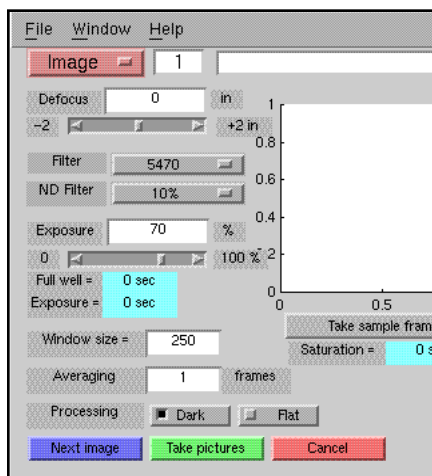 File Window Help
Image 1
Defocus 0 in
-2 +2 in
Filter 5470
ND Filter 10%
Exposure 70 %
0 100 %
Full well = 0 sec
Exposure = 0 sec
Window size = 250
Averaging 1 frames
Processing Dark Flat
Next image Take pictures Cancel
1
0.8
0.6
0.4
0 0.5
Take sample fram
Saturation = 0 s